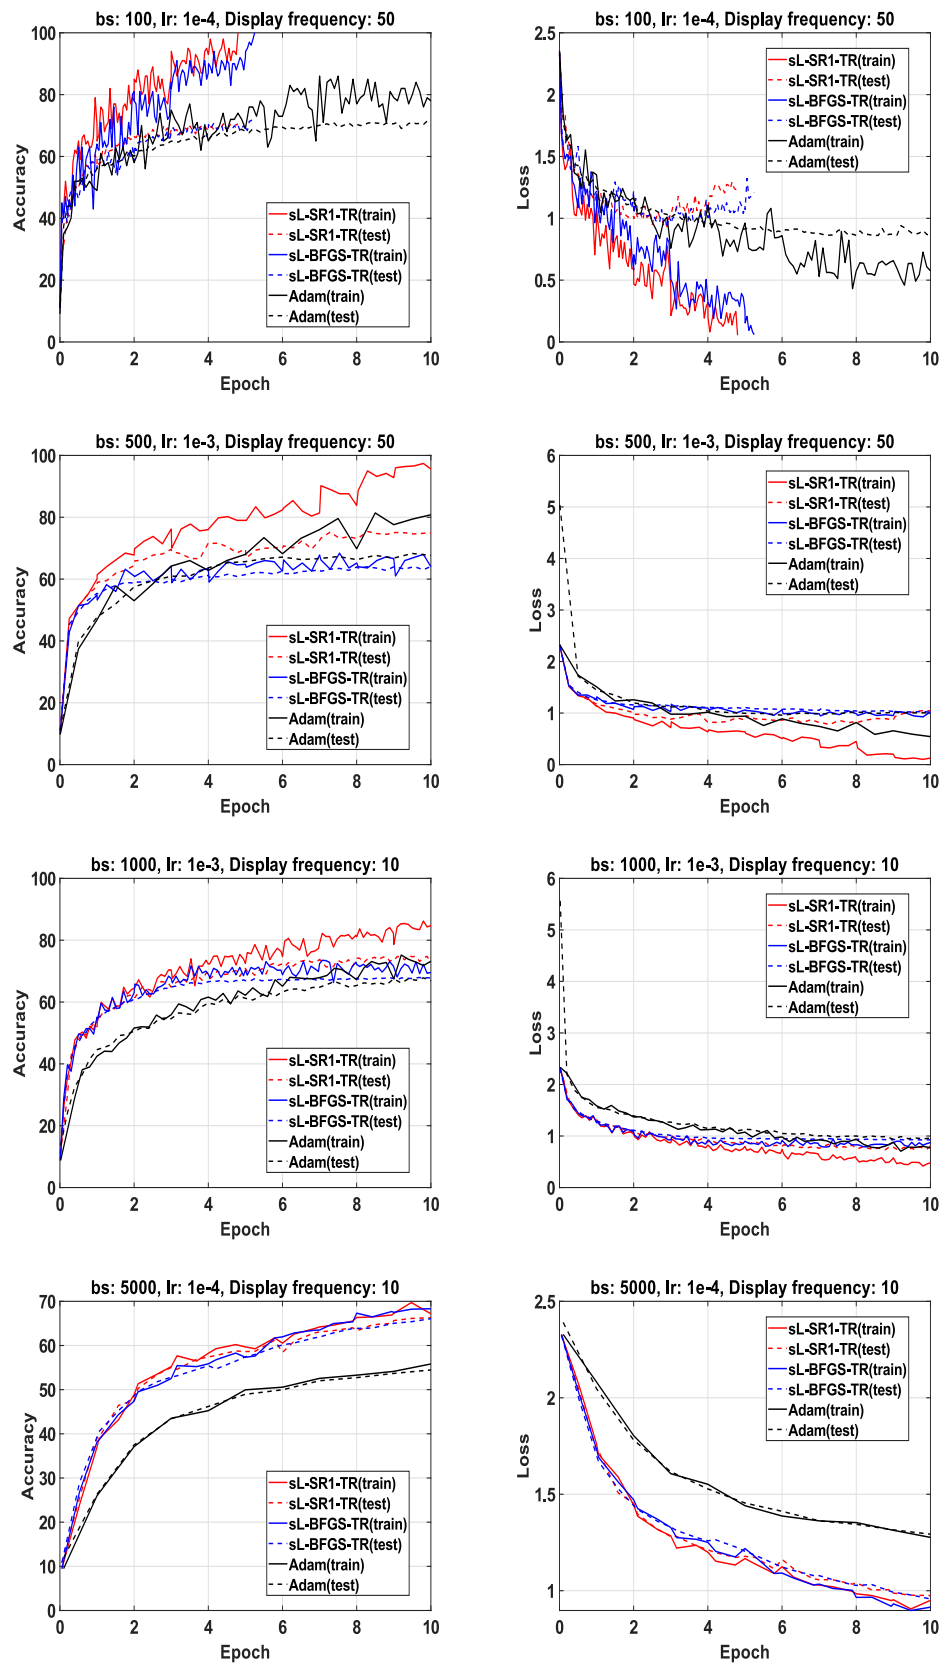 bs: 100, lr: 1e-4, Display frequency: 50
100
80
60
40
20
0
0 2 4 6 8 10
Accuracy
Epoch
sL-SR1-TR(train)
sL-SR1-TR(test)
sL-BFGS-TR(train)
sL-BFGS-TR(test)
Adam(train)
Adam(test)
bs: 100, lr: 1e-4, Display frequency: 50
2.5
2
1.5
1
0.5
0
0 2 4 6 8 10
Loss
Epoch
sL-SR1-TR(train)
sL-SR1-TR(test)
sL-BFGS-TR(train)
sL-BFGS-TR(test)
Adam(train)
Adam(test)
bs: 500, lr: 1e-3, Display frequency: 50
100
80
60
40
20
0
0 2 4 6 8 10
Accuracy
Epoch
sL-SR1-TR(train)
sL-SR1-TR(test)
sL-BFGS-TR(train)
sL-BFGS-TR(test)
Adam(train)
Adam(test)
bs: 500, lr: 1e-3, Display frequency: 50
6
5
4
3
2
1
0
0 2 4 6 8 10
Loss
Epoch
sL-SR1-TR(train)
sL-SR1-TR(test)
sL-BFGS-TR(train)
sL-BFGS-TR(test)
Adam(train)
Adam(test)
bs: 1000, lr: 1e-3, Display frequency: 10
100
80
60
40
20
0
0 2 4 6 8 10
Accuracy
Epoch
sL-SR1-TR(train)
sL-SR1-TR(test)
sL-BFGS-TR(train)
sL-BFGS-TR(test)
Adam(train)
Adam(test)
bs: 1000, lr: 1e-3, Display frequency: 10
6
5
4
3
2
1
0
0 2 4 6 8 10
Loss
Epoch
sL-SR1-TR(train)
sL-SR1-TR(test)
sL-BFGS-TR(train)
sL-BFGS-TR(test)
Adam(train)
Adam(test)
bs: 5000, lr: 1e-4, Display frequency: 10
70
60
50
40
30
20
10
0
0 2 4 6 8 10
Accuracy
Epoch
sL-SR1-TR(train)
sL-SR1-TR(test)
sL-BFGS-TR(train)
sL-BFGS-TR(test)
Adam(train)
Adam(test)
bs: 5000, lr: 1e-4, Display frequency: 10
2.5
2
1.5
1
0 2 4 6 8 10
Loss
Epoch
sL-SR1-TR(train)
sL-SR1-TR(test)
sL-BFGS-TR(train)
sL-BFGS-TR(test)
Adam(train)
Adam(test)